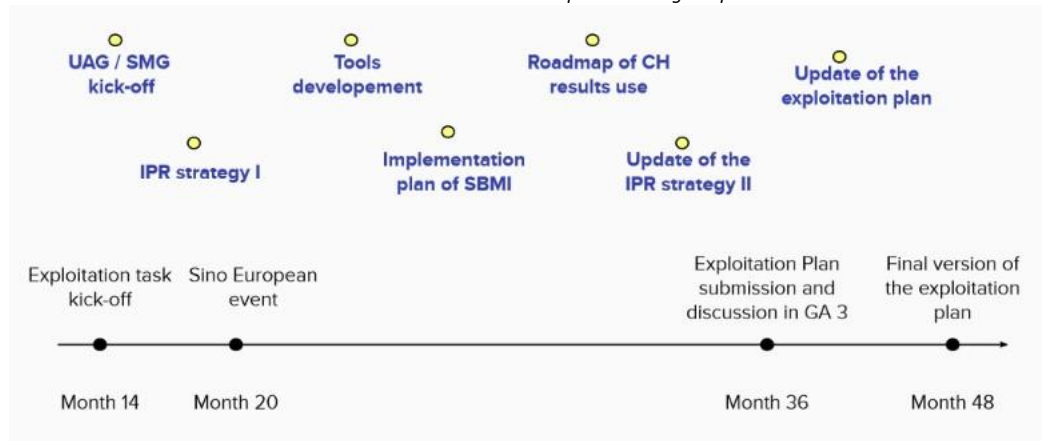 UAG / SMG
kick-off
Tools
developement
Roadmap of CH
results use
Update of the
exploitation plan
IPR strategy I
Implementation
plan of SBMI
Update of the
IPR strategy II
Exploitation task
kick-off
Sino European
event
Exploitation Plan
submission and
discussion in GA 3
Final version of
the exploitation
plan
Month 14
Month 20
Month 36
Month 48